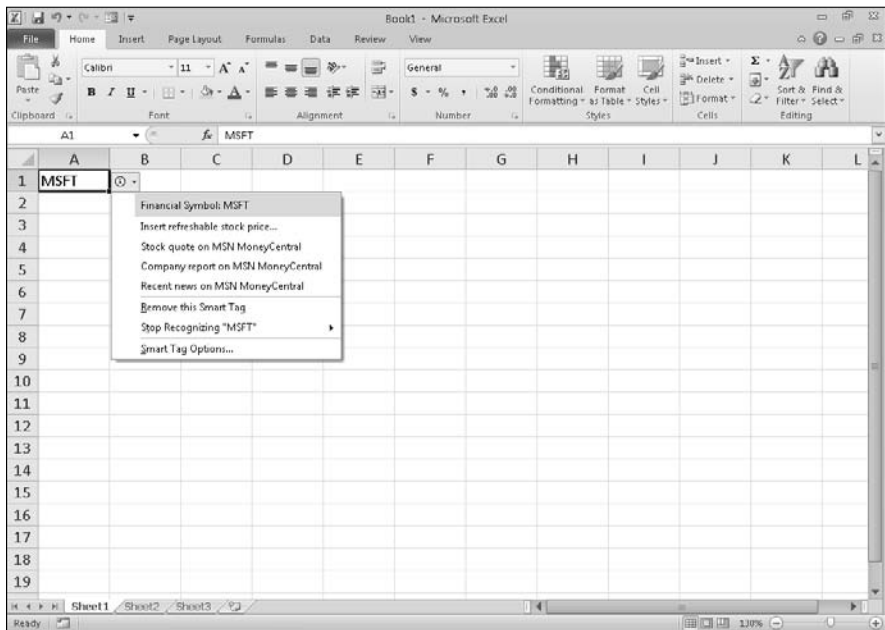 Book1 - Microsoft Excel
File Home Insert Page Layout Formulas Data Review View
Paste
Calibri 11
B I U
General
$ - % ,
Conditional Formatting
Format as Table
Cell Styles
Insert
Delete
Format
Sort & Filter
Find & Select
Clipboard Font Alignment Number Styles Cells Editing
A1 fx MSFT
A B C D E F G H I J K L
1 MSFT
2 Financial Symbol: MSFT
3 Insert refreshable stock price...
4 Stock quote on MSN MoneyCentral
5 Company report on MSN MoneyCentral
6 Recent news on MSN MoneyCentral
7 Remove this Smart Tag
8 Stop Recognizing "MSFT"
9 Smart Tag Options...
10
11
12
13
14
15
16
17
18
19
Sheet1 Sheet2 Sheet3
Ready 130%